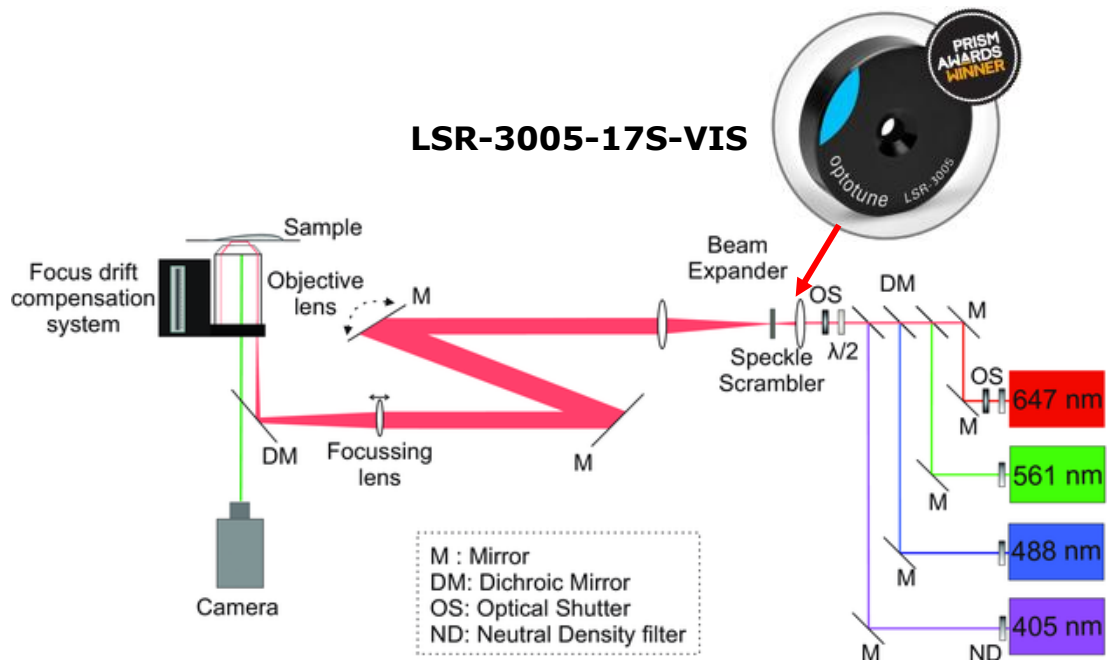 PRISM
AWARDS
WINNER
LSR-3005-17S-VIS
optotune
LSR-3005
Sample
Focus drift
compensation
system
Objective
lens
M
Beam
Expander
OS
DM
M
λ/2
Speckle
Scrambler
OS
647 nm
M
DM
Focussing
lens
M
561 nm
M
488 nm
M
405 nm
M
ND
Camera
M : Mirror
DM: Dichroic Mirror
OS: Optical Shutter
ND: Neutral Density filter